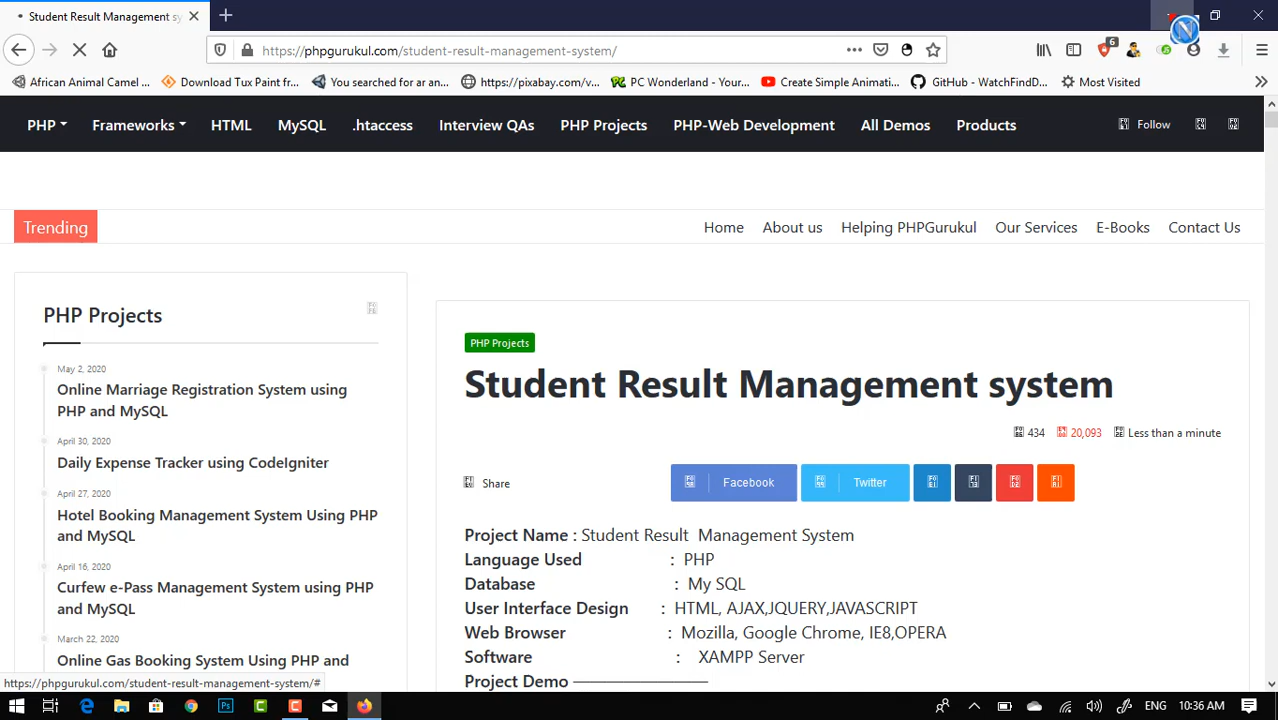 Student Result Management sy
https://phpgurukul.com/student-result-management-system/
6
African Animal Camel ...
Download Tux Paint fr...
You searched for ar an...
https://pixabay.com/v...
PC Wonderland - Your...
Create Simple Animati...
GitHub - WatchFindD...
Most Visited
PHP
Frameworks
HTML
MySQL
.htaccess
Interview QAs
PHP Projects
PHP-Web Development
All Demos
Products
Follow
Trending
Home
About us
Helping PHPGurukul
Our Services
E-Books
Contact Us
PHP Projects
May 2, 2020
Online Marriage Registration System using
PHP and MySQL
April 30, 2020
Daily Expense Tracker using CodeIgniter
April 27, 2020
Hotel Booking Management System Using PHP
and MySQL
April 16, 2020
Curfew e-Pass Management System using PHP
and MySQL
March 22, 2020
Online Gas Booking System Using PHP and
PHP Projects
Student Result Management system
434
20,093
Less than a minute
Share
Facebook
Twitter
Project Name : Student Result Management System
Language Used : PHP
Database : My SQL
User Interface Design : HTML, AJAX,JQUERY,JAVASCRIPT
Web Browser : Mozilla, Google Chrome, IE8,OPERA
Software : XAMPP Server
Project Demo
https://phpgurukul.com/student-result-management-system/#
ENG
10:36 AM